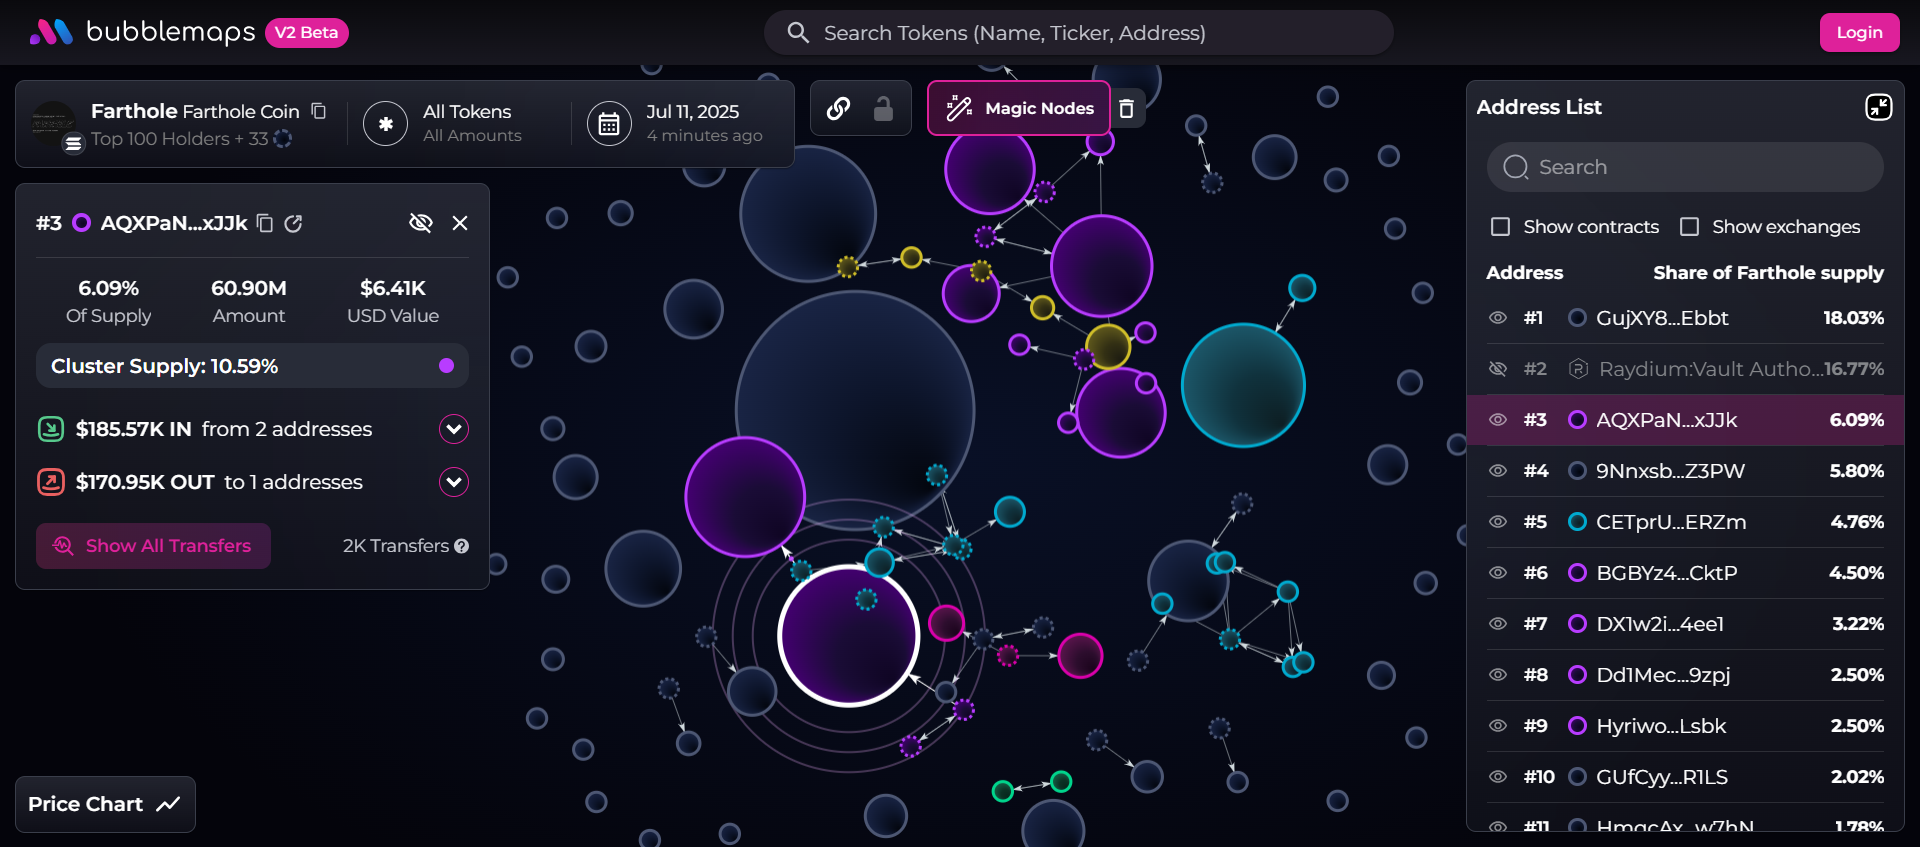 bubblemaps V2 Beta
Search Tokens (Name, Ticker, Address)
Login
Farthole Farthole Coin
Top 100 Holders + 33
All Tokens
All Amounts
Jul 11, 2025
4 minutes ago
Magic Nodes
#3 AQXPaN...xJJk
6.09% 60.90M $6.41K
Of Supply Amount USD Value
Cluster Supply: 10.59%
$185.57K IN from 2 addresses
$170.95K OUT to 1 addresses
Show All Transfers 2K Transfers ?
Price Chart
Address List
Search
Show contracts Show exchanges
Address Share of Farthole supply
#1 GujXY8...Ebbt 18.03%
#2 Raydium:Vault Autho... 16.77%
#3 AQXPaN...xJJk 6.09%
#4 9Nnxsb...Z3PW 5.80%
#5 CETprU...ERZm 4.76%
#6 BGBYz4...CktP 4.50%
#7 DX1w2i...4ee1 3.22%
#8 Dd1Mec...9zpj 2.50%
#9 Hyriwo...Lsbk 2.50%
#10 GUfCyy...R1LS 2.02%
#11 HmgcAx...w7hN 1.78%